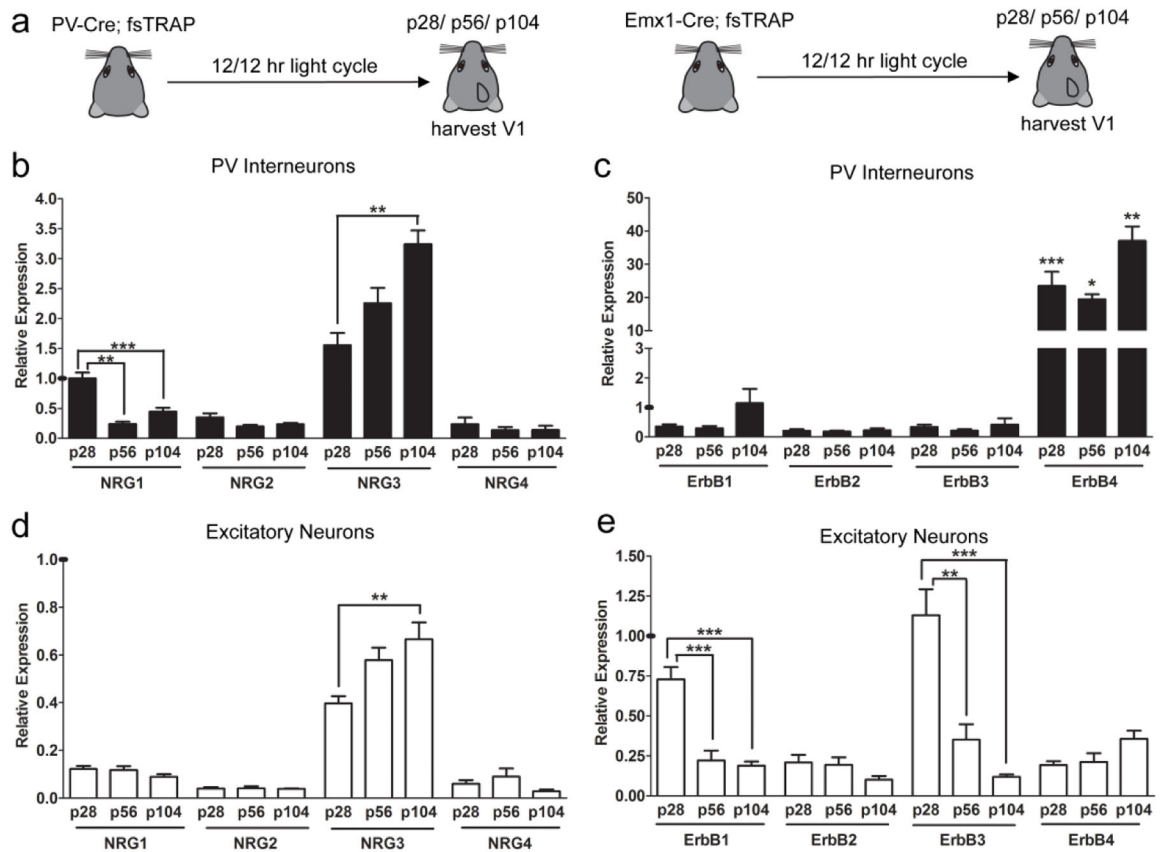 a
PV-Cre; fsTRAP
12/12 hr light cycle
p28/ p56/ p104
harvest V1
Emx1-Cre; fsTRAP
12/12 hr light cycle
p28/ p56/ p104
harvest V1
b
PV Interneurons
Relative Expression
4.0
3.5
3.0
2.5
2.0
1.5
1.0
0.5
0.0
***
**
**
p28 p56 p104 p28 p56 p104 p28 p56 p104 p28 p56 p104
NRG1 NRG2 NRG3 NRG4
c
PV Interneurons
Relative Expression
50
40
30
20
10
3
2
1
0
***
*
**
p28 p56 p104 p28 p56 p104 p28 p56 p104 p28 p56 p104
ErbB1 ErbB2 ErbB3 ErbB4
d
Excitatory Neurons
Relative Expression
1.0
0.8
0.6
0.4
0.2
0.0
**
p28 p56 p104 p28 p56 p104 p28 p56 p104 p28 p56 p104
NRG1 NRG2 NRG3 NRG4
e
Excitatory Neurons
Relative Expression
1.50
1.25
1.00
0.75
0.50
0.25
0.00
***
***
***
**
p28 p56 p104 p28 p56 p104 p28 p56 p104 p28 p56 p104
ErbB1 ErbB2 ErbB3 ErbB4